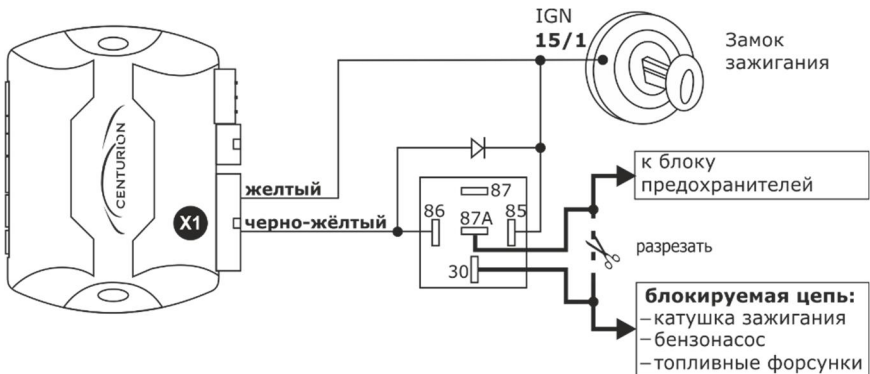 IGN
15/1
Замок
зажигания
CENTURION
желтый
X1
черно-жёлтый
87
86
87A
85
30
к блоку
предохранителей
разрезать
блокируемая цепь:
–катушка зажигания
–бензонасос
–топливные форсунки